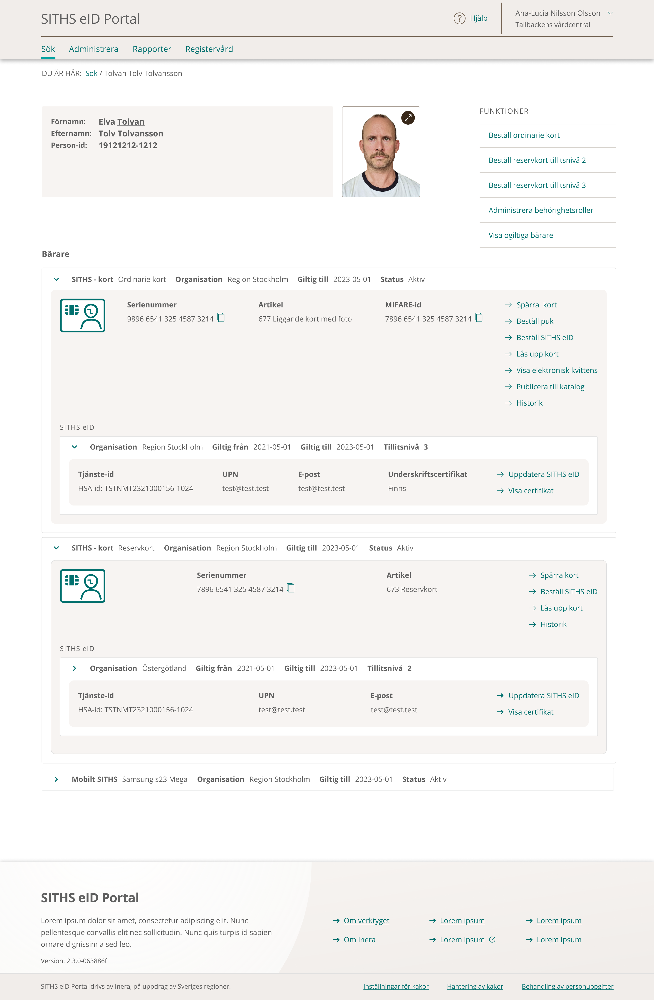 SITHS eID Portal
Hjälp
Ana-Lucia Nilsson Olsson
Tallbackens vårdcentral
Sök Administrera Rapporter Registervård
DU ÄR HÄR: Sök / Tolvan Tolv Tolvansson
Förnamn: Elva Tolvan
Efternamn: Tolv Tolvansson
Person-id: 19121212-1212
FUNKTIONER
Beställ ordinarie kort
Beställ reservkort tillitsnivå 2
Beställ reservkort tillitsnivå 3
Administrera behörighetsroller
Visa ogiltiga bärare
Bärare
SITHS - kort Ordinarie kort Organisation Region Stockholm Giltig till 2023-05-01 Status Aktiv
Serienummer
9896 6541 325 4587 3214
Artikel
677 Liggande kort med foto
MIFARE-id
7896 6541 325 4587 3214
Spärra kort
Beställ puk
Beställ SITHS eID
Lås upp kort
Visa elektronisk kvittens
Publicera till katalog
Historik
SITHS eID
Organisation Region Stockholm Giltig från 2021-05-01 Giltig till 2023-05-01 Tillitsnivå 3
Tjänste-id
HSA-id: TSTNMT2321000156-1024
UPN
test@test.test
E-post
test@test.test
Underskriftscertifikat
Finns
Uppdatera SITHS eID
Visa certifikat
SITHS - kort Reservkort Organisation Region Stockholm Giltig till 2023-05-01 Status Aktiv
Serienummer
7896 6541 325 4587 3214
Artikel
673 Reservkort
Spärra kort
Beställ SITHS eID
Lås upp kort
Historik
SITHS eID
Organisation Östergötland Giltig från 2021-05-01 Giltig till 2023-05-01 Tillitsnivå 2
Tjänste-id
HSA-id: TSTNMT2321000156-1024
UPN
test@test.test
E-post
test@test.test
Uppdatera SITHS eID
Visa certifikat
Mobilt SITHS Samsung s23 Mega Organisation Region Stockholm Giltig till 2023-05-01 Status Aktiv
SITHS eID Portal
Lorem ipsum dolor sit amet, consectetur adipiscing elit. Nunc
pellentesque convallis elit nec sollicitudin. Nunc quis turpis id sapien
ornare dignissim a sed leo.
Version: 2.3.0-063886f
Om verktyget
Lorem ipsum
Lorem ipsum
Om Inera
Lorem ipsum
Lorem ipsum
SITHS eID Portal drivs av Inera, på uppdrag av Sveriges regioner.
Inställningar för kakor
Hantering av kakor
Behandling av personuppgifter